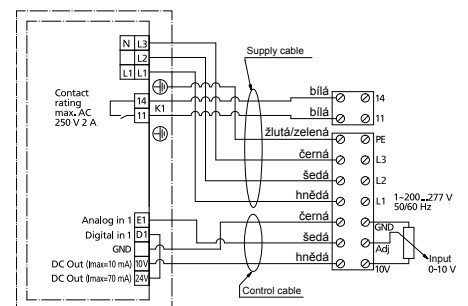 N L3
L2
L1 L1
Contact
rating
max. AC
250 V 2 A
14
11
K1
Analog in 1 E1
Digital in 1 D1
GND
DC Out (Imax=10 mA) 10V
DC Out (Imax=70 mA) 24V
Supply cable
bílá
bílá
žlutá/zelená
černá
šedá
hnědá
černá
šedá
hnědá
Control cable
14
11
PE
L3
L2
L1
1~200...277 V
50/60 Hz
GND
Adj
10V
Input
0-10 V